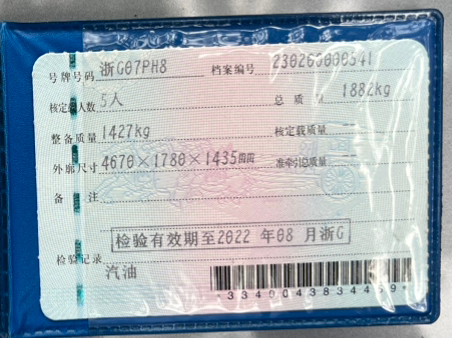 号牌号码 浙G07PH8 档案编号 230260000341
核定载人数 5人 总质量 1882kg
整备质量 1427kg 核定载质量 --
外廓尺寸 4670×1780×1435mm 准牵引总质量 --
备注
检验有效期至2022年08月浙G
检验记录
汽油